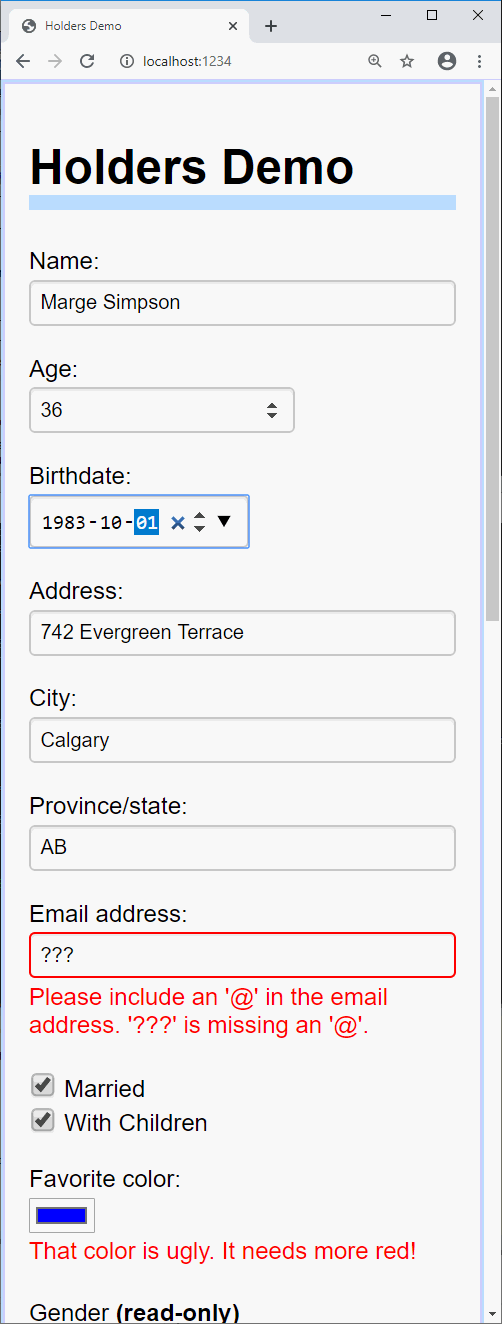 Holders Demo
localhost:1234
Holders Demo
Name:
Marge Simpson
Age:
36
Birthdate:
1983-10-01
Address:
742 Evergreen Terrace
City:
Calgary
Province/state:
AB
Email address:
???
Please include an '@' in the email
address. '???' is missing an '@'.
Married
With Children
Favorite color:
That color is ugly. It needs more red!
Gender (read-only)